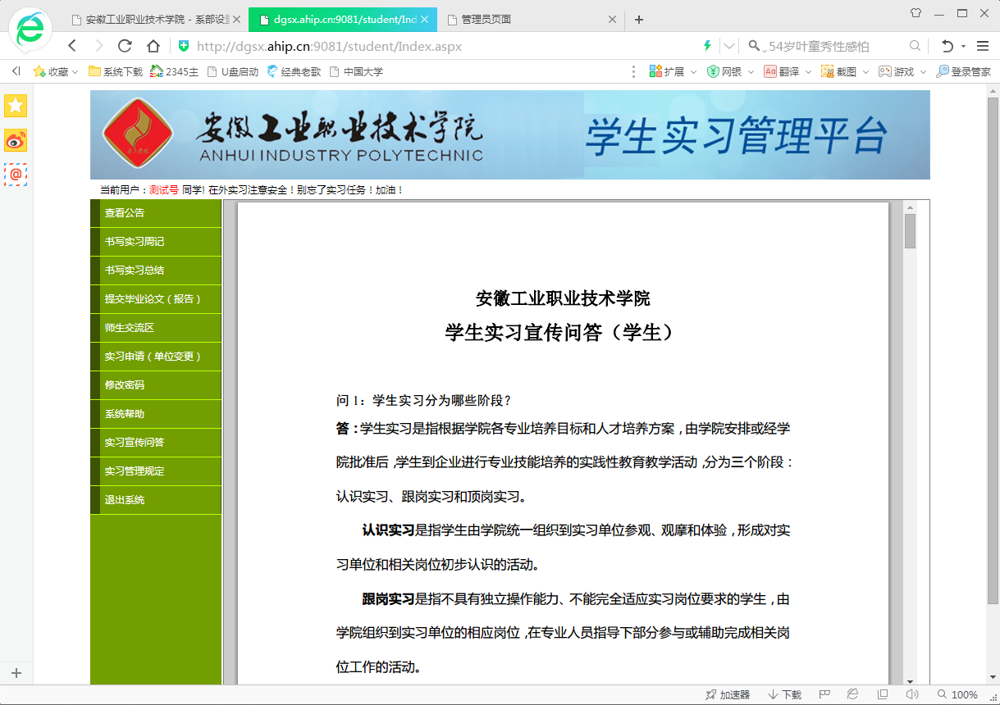 安徽工业职业技术学院 - 系部设置
dgsx.ahip.cn:9081/student/Ind
管理员页面
http://dgsx.ahip.cn:9081/student/Index.aspx
54岁叶童秀性感怕
收藏 系统下载 2345主 U盘启动 经典老歌 中国大学 扩展 网银 翻译 截图 游戏 登录管家
安徽工业职业技术学院
ANHUI INDUSTRY POLYTECHNIC
学生实习管理平台
当前用户：测试号 同学! 在外实习注意安全！别忘了实习任务！加油！
查看公告
书写实习周记
书写实习总结
提交毕业论文（报告）
师生交流区
实习申请（单位变更）
修改密码
系统帮助
实习宣传问答
实习管理规定
退出系统
安徽工业职业技术学院
学生实习宣传问答（学生）
问 1：学生实习分为哪些阶段？
答：学生实习是指根据学院各专业培养目标和人才培养方案，由学院安排或经学
院批准后，学生到企业进行专业技能培养的实践性教育教学活动，分为三个阶段：
认识实习、跟岗实习和顶岗实习。
认识实习是指学生由学院统一组织到实习单位参观、观摩和体验，形成对实
习单位和相关岗位初步认识的活动。
跟岗实习是指不具有独立操作能力、不能完全适应实习岗位要求的学生，由
学院组织到实习单位的相应岗位，在专业人员指导下部分参与或辅助完成相关岗
位工作的活动。
加速器 下载 100%